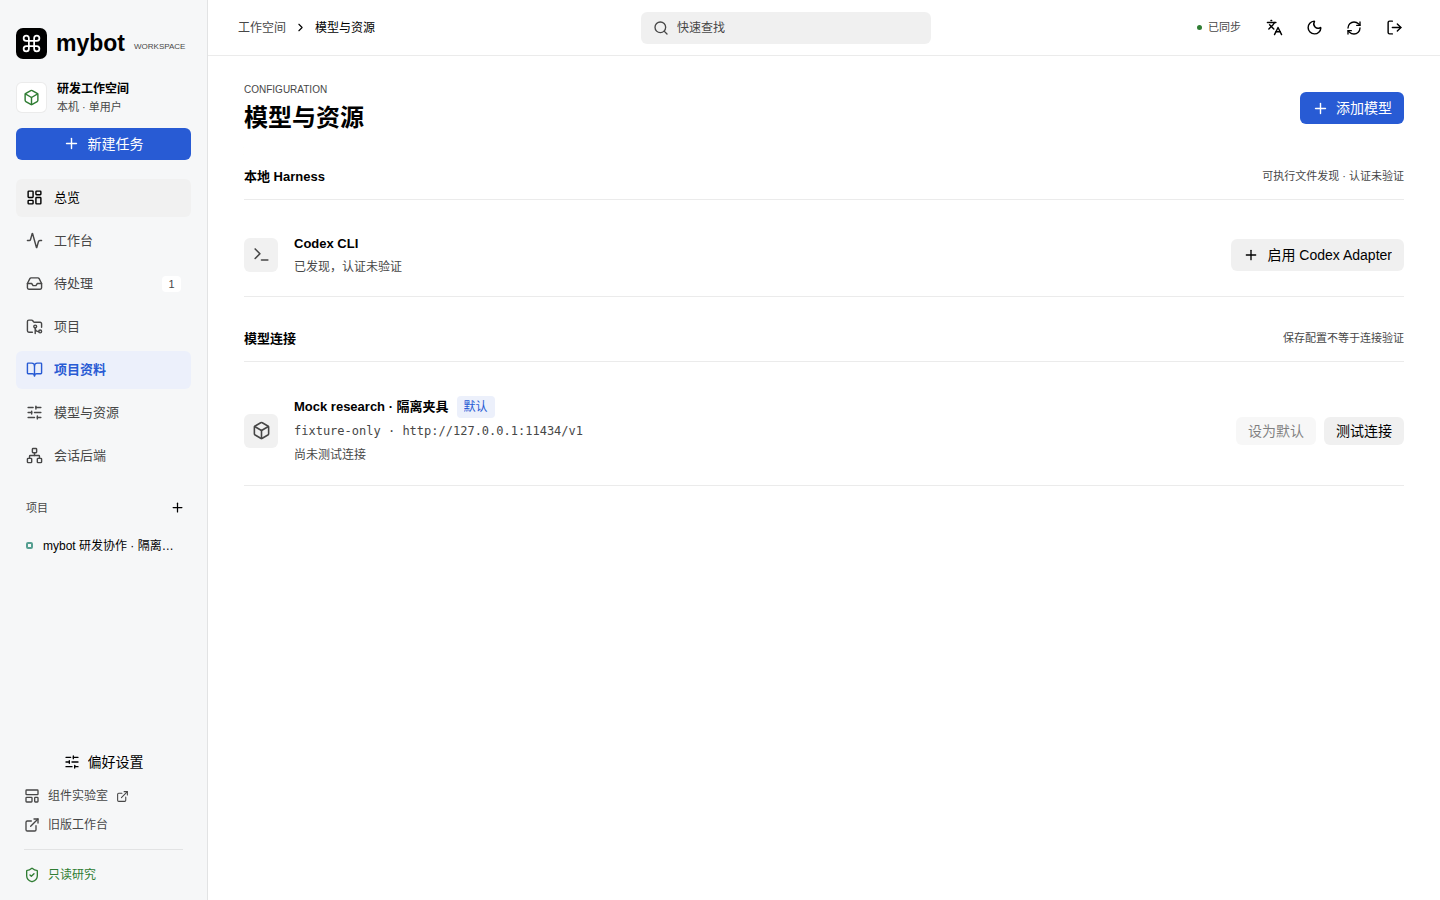 mybot WORKSPACE
研发工作空间
本机 · 单用户
新建任务
总览
工作台
待处理 1
项目
项目资料
模型与资源
会话后端
项目
mybot 研发协作 · 隔离…
偏好设置
组件实验室
旧版工作台
只读研究
工作空间 模型与资源
快速查找
已同步
CONFIGURATION
模型与资源
添加模型
本地 Harness
可执行文件发现 · 认证未验证
Codex CLI
已发现，认证未验证
启用 Codex Adapter
模型连接
保存配置不等于连接验证
Mock research · 隔离夹具 默认
fixture-only · http://127.0.0.1:11434/v1
尚未测试连接
设为默认 测试连接